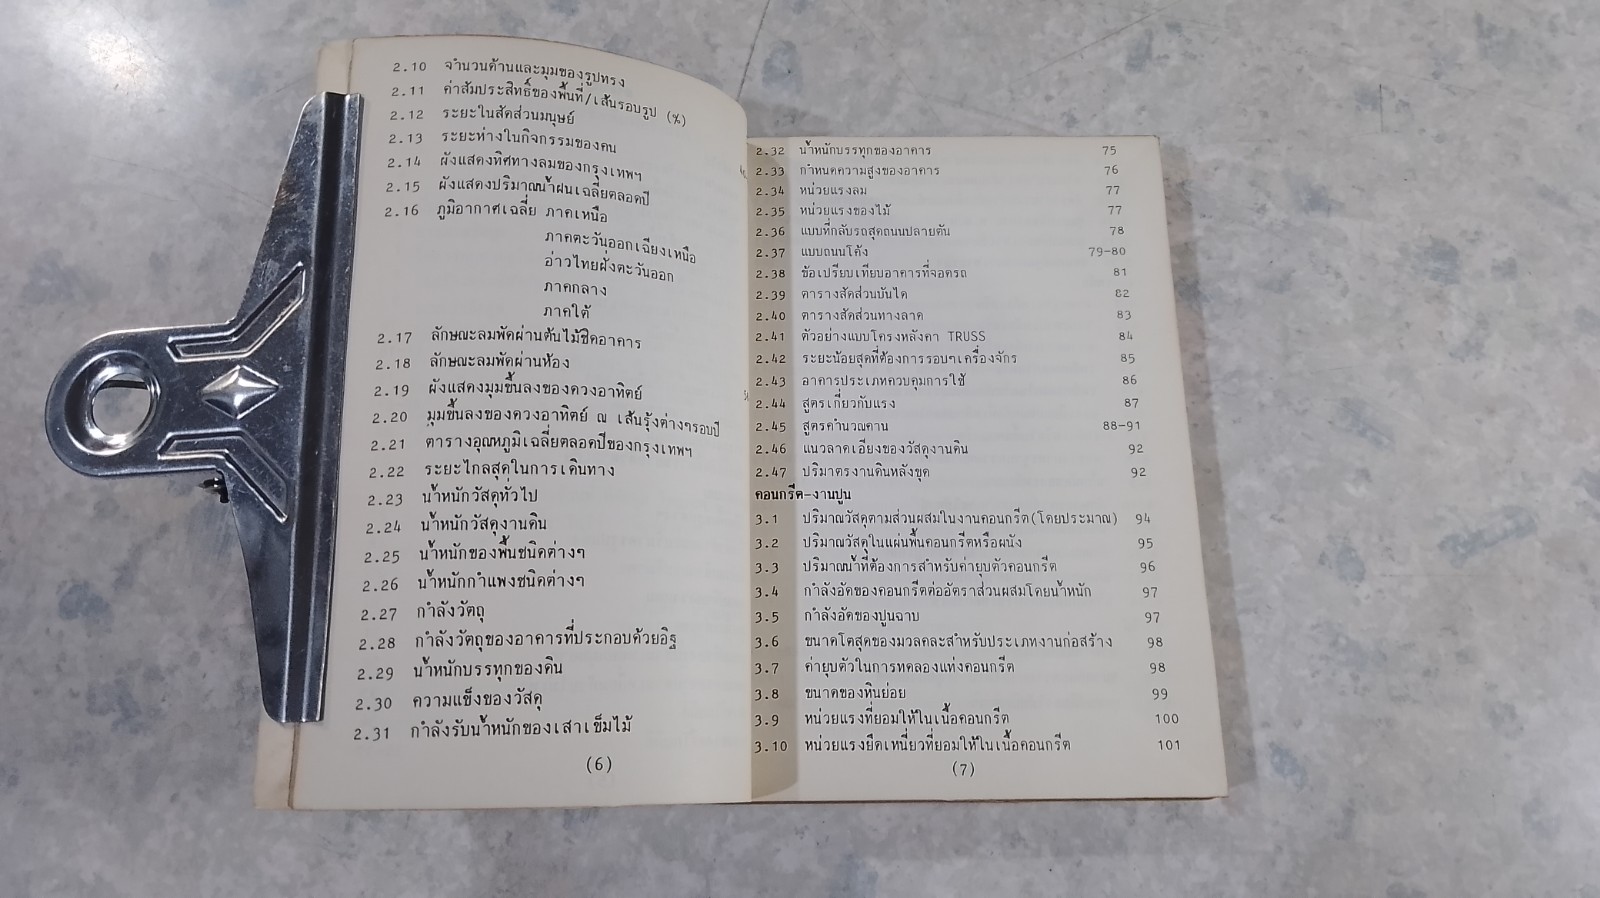 2.10 จำนวนด้านและมุมของรูปทรง
2.11 ค่าสัมประสิทธิ์ของพื้นที่/เส้นรอบรูป (%)
2.12 ระยะในสัดส่วนมนุษย์
2.13 ระยะห่างในกิจกรรมของคน
2.14 ผังแสดงทิศทางลมของกรุงเทพฯ
2.15 ผังแสดงปริมาณน้ำฝนเฉลี่ยตลอดปี
2.16 ภูมิอากาศเฉลี่ย ภาคเหนือ
ภาคตะวันออกเฉียงเหนือ
อ่าวไทยฝั่งตะวันออก
ภาคกลาง
ภาคใต้
2.17 ลักษณะลมพัดผ่านต้นไม้ชิดอาคาร
2.18 ลักษณะลมพัดผ่านห้อง
2.19 ผังแสดงมุมขึ้นลงของดวงอาทิตย์
2.20 มุมขึ้นลงของดวงอาทิตย์ ณ เส้นรุ้งต่างๆรอบปี
2.21 ตารางอุณหภูมิเฉลี่ยตลอดปีของกรุงเทพฯ
2.22 ระยะไกลสุดในการเดินทาง
2.23 น้ำหนักวัสดุทั่วไป
2.24 น้ำหนักวัสดุงานดิน
2.25 น้ำหนักของพื้นชนิดต่างๆ
2.26 น้ำหนักกำแพงชนิดต่างๆ
2.27 กำลังวัตถุ
2.28 กำลังวัตถุของอาคารที่ประกอบด้วยอิฐ
2.29 น้ำหนักบรรทุกของดิน
2.30 ความแข็งของวัสดุ
2.31 กำลังรับน้ำหนักของเสาเข็มไม้
(6)
2.32 น้ำหนักบรรทุกของอาคาร 75
2.33 กำหนดความสูงของอาคาร 76
2.34 หน่วยแรงลม 77
2.35 หน่วยแรงของไม้ 77
2.36 แบบที่กลับรถสุดถนนปลายตัน 78
2.37 แบบถนนโค้ง 79-80
2.38 ข้อเปรียบเทียบอาคารที่จอดรถ 81
2.39 ตารางสัดส่วนบันได 82
2.40 ตารางสัดส่วนทางลาด 83
2.41 ตัวอย่างแบบโครงหลังคา TRUSS 84
2.42 ระยะน้อยสุดที่ต้องการรอบๆเครื่องจักร 85
2.43 อาคารประเภทควบคุมการใช้ 86
2.44 สูตรเกี่ยวกับแรง 87
2.45 สูตรคำนวณคาน 88-91
2.46 แนวลาดเอียงของวัสดุงานดิน 92
2.47 ปริมาตรงานดินหลังขุด 92
คอนกรีต-งานปูน
3.1 ปริมาณวัสดุตามส่วนผสมในงานคอนกรีต(โดยประมาณ) 94
3.2 ปริมาณวัสดุในแผ่นพื้นคอนกรีตหรือผนัง 95
3.3 ปริมาณน้ำที่ต้องการสำหรับค่ายุบตัวคอนกรีต 96
3.4 กำลังอัดของคอนกรีตต่ออัตราส่วนผสมโดยน้ำหนัก 97
3.5 กำลังอัดของปูนฉาบ 97
3.6 ขนาดโตสุดของมวลคละสำหรับประเภทงานก่อสร้าง 98
3.7 ค่ายุบตัวในการทดลองแท่งคอนกรีต 98
3.8 ขนาดของหินย่อย 99
3.9 หน่วยแรงที่ยอมให้ในเนื้อคอนกรีต 100
3.10 หน่วยแรงยึดเหนี่ยวที่ยอมให้ในเนื้อคอนกรีต 101
(7)